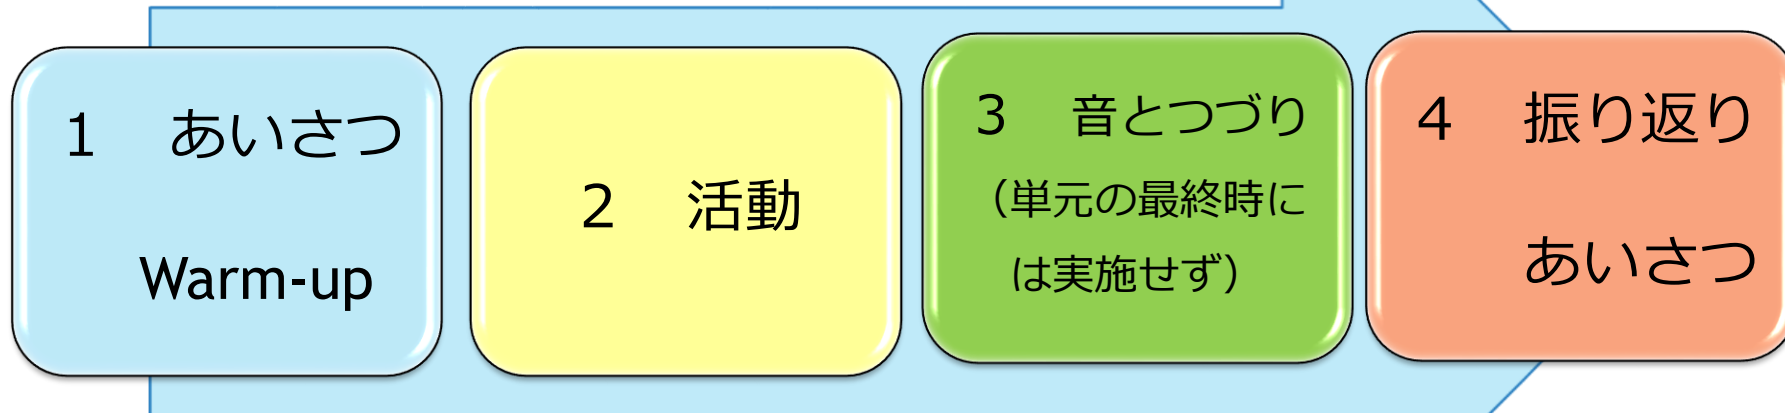 1　あいさつ
Warm-up
2　活動
3　音とつづり
（単元の最終時に
は実施せず）
4　振り返り
あいさつ